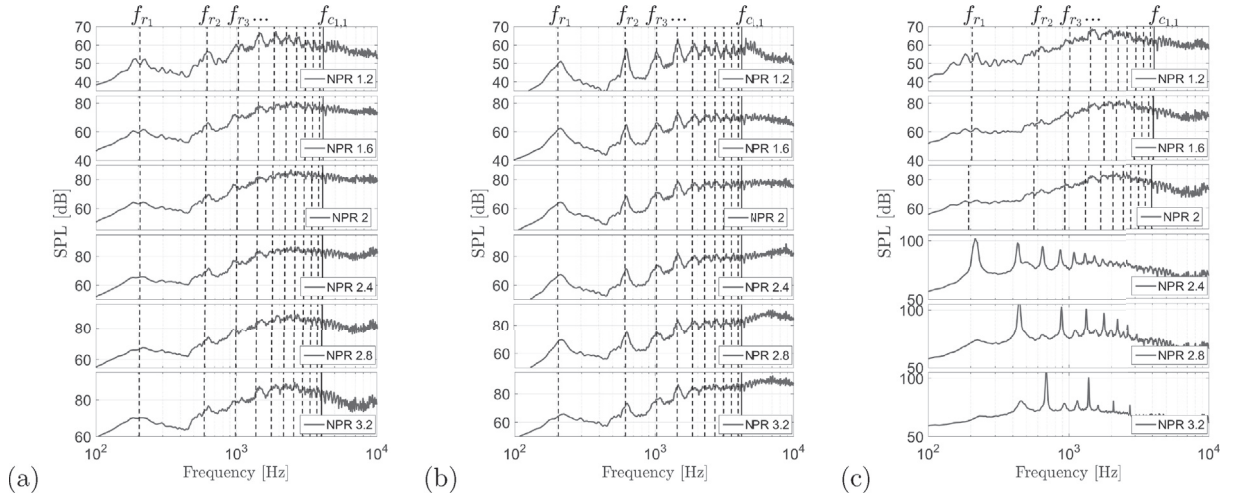 f_{r_1} f_{r_2} f_{r_3} ··· f_{c_{1,1}}
70
60
50
NPR 1.2
80
60
40
NPR 1.6
80
60
NPR 2
80
60
NPR 2.4
80
60
NPR 2.8
80
60
NPR 3.2
SPL [dB]
10^2 10^3 10^4
Frequency [Hz]
(a)
f_{r_1} f_{r_2} f_{r_3} ··· f_{c_{1,1}}
70
60
50
40
NPR 1.2
80
60
40
NPR 1.6
80
60
NPR 2
80
60
NPR 2.4
80
60
NPR 2.8
80
60
NPR 3.2
SPL [dB]
10^2 10^3 10^4
Frequency [Hz]
(b)
f_{r_1} f_{r_2} f_{r_3} ··· f_{c_{1,1}}
70
60
50
40
NPR 1.2
80
60
40
NPR 1.6
80
60
NPR 2
100
50
NPR 2.4
100
NPR 2.8
100
50
NPR 3.2
SPL [dB]
10^2 10^3 10^4
Frequency [Hz]
(c)